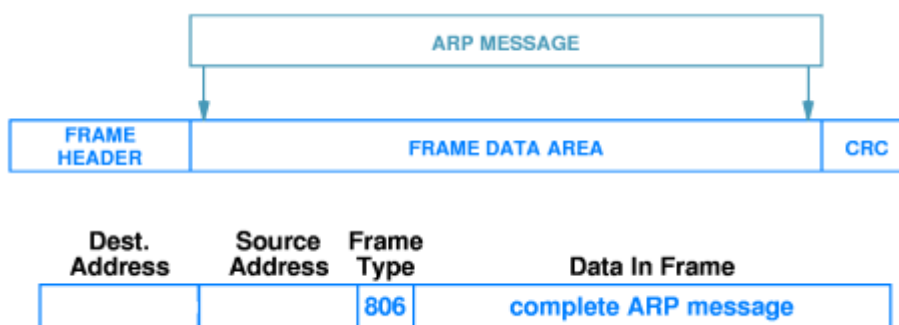 ARP MESSAGE
FRAME HEADER
FRAME DATA AREA
CRC
Dest. Address
Source Address
Frame Type
Data In Frame
806
complete ARP message